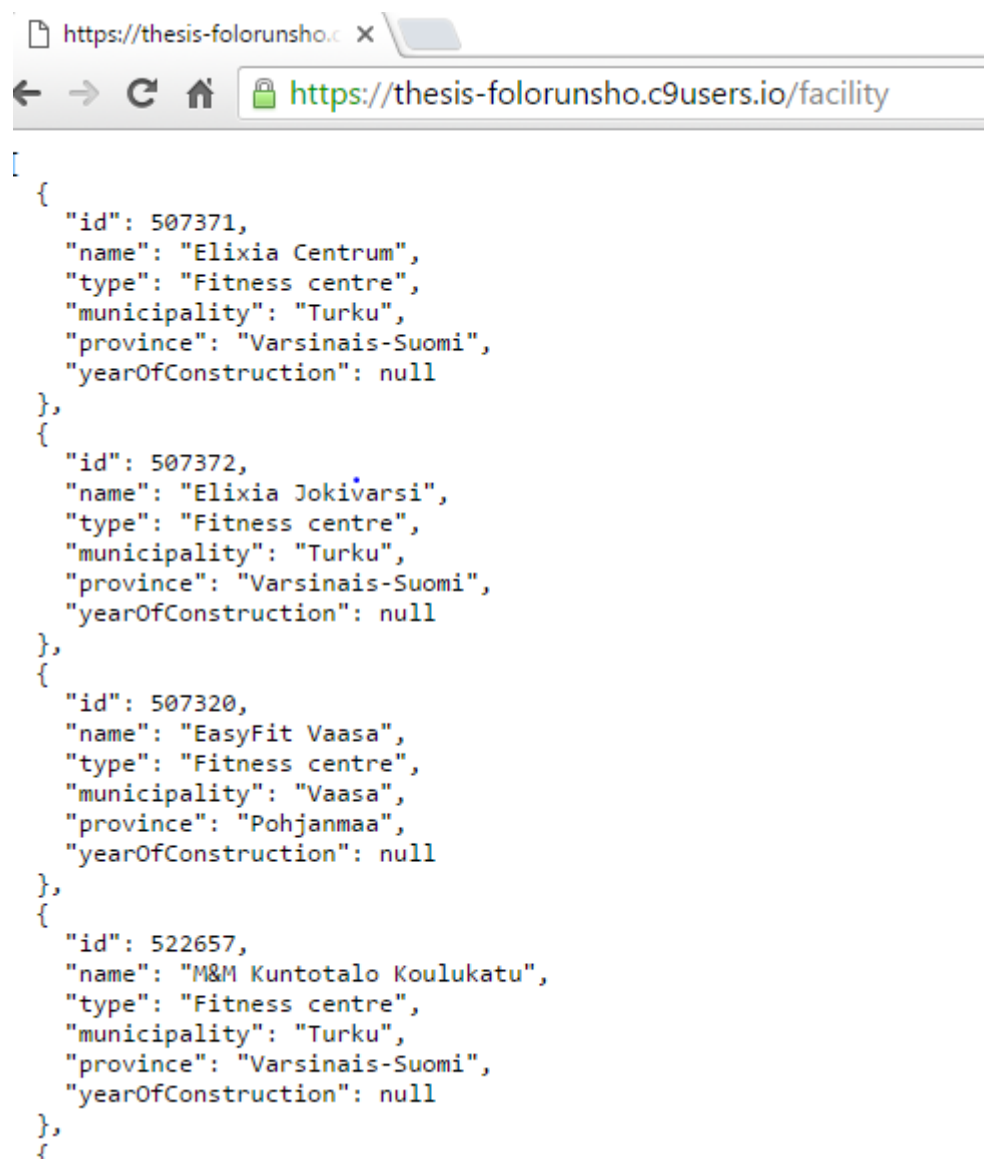 https://thesis-folorunsho.c
https://thesis-folorunsho.c9users.io/facility
[
{
"id": 507371,
"name": "Elixia Centrum",
"type": "Fitness centre",
"municipality": "Turku",
"province": "Varsinais-Suomi",
"yearOfConstruction": null
},
{
"id": 507372,
"name": "Elixia Jokivarsi",
"type": "Fitness centre",
"municipality": "Turku",
"province": "Varsinais-Suomi",
"yearOfConstruction": null
},
{
"id": 507320,
"name": "EasyFit Vaasa",
"type": "Fitness centre",
"municipality": "Vaasa",
"province": "Pohjanmaa",
"yearOfConstruction": null
},
{
"id": 522657,
"name": "M&M Kuntotalo Koulukatu",
"type": "Fitness centre",
"municipality": "Turku",
"province": "Varsinais-Suomi",
"yearOfConstruction": null
},
{